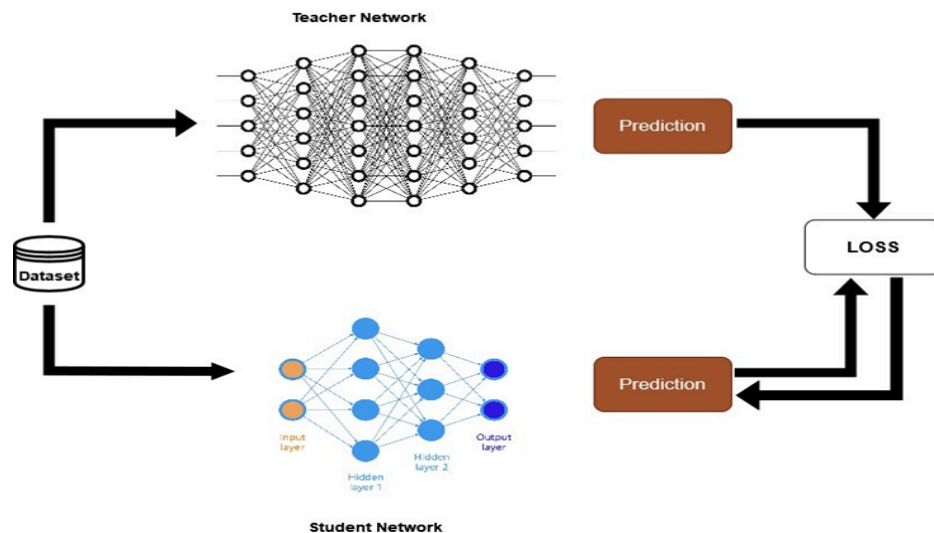 Teacher Network
Prediction
LOSS
Dataset
Prediction
Input
layer
Hidden
layer 1
Hidden
layer 2
Output
layer
Student Network